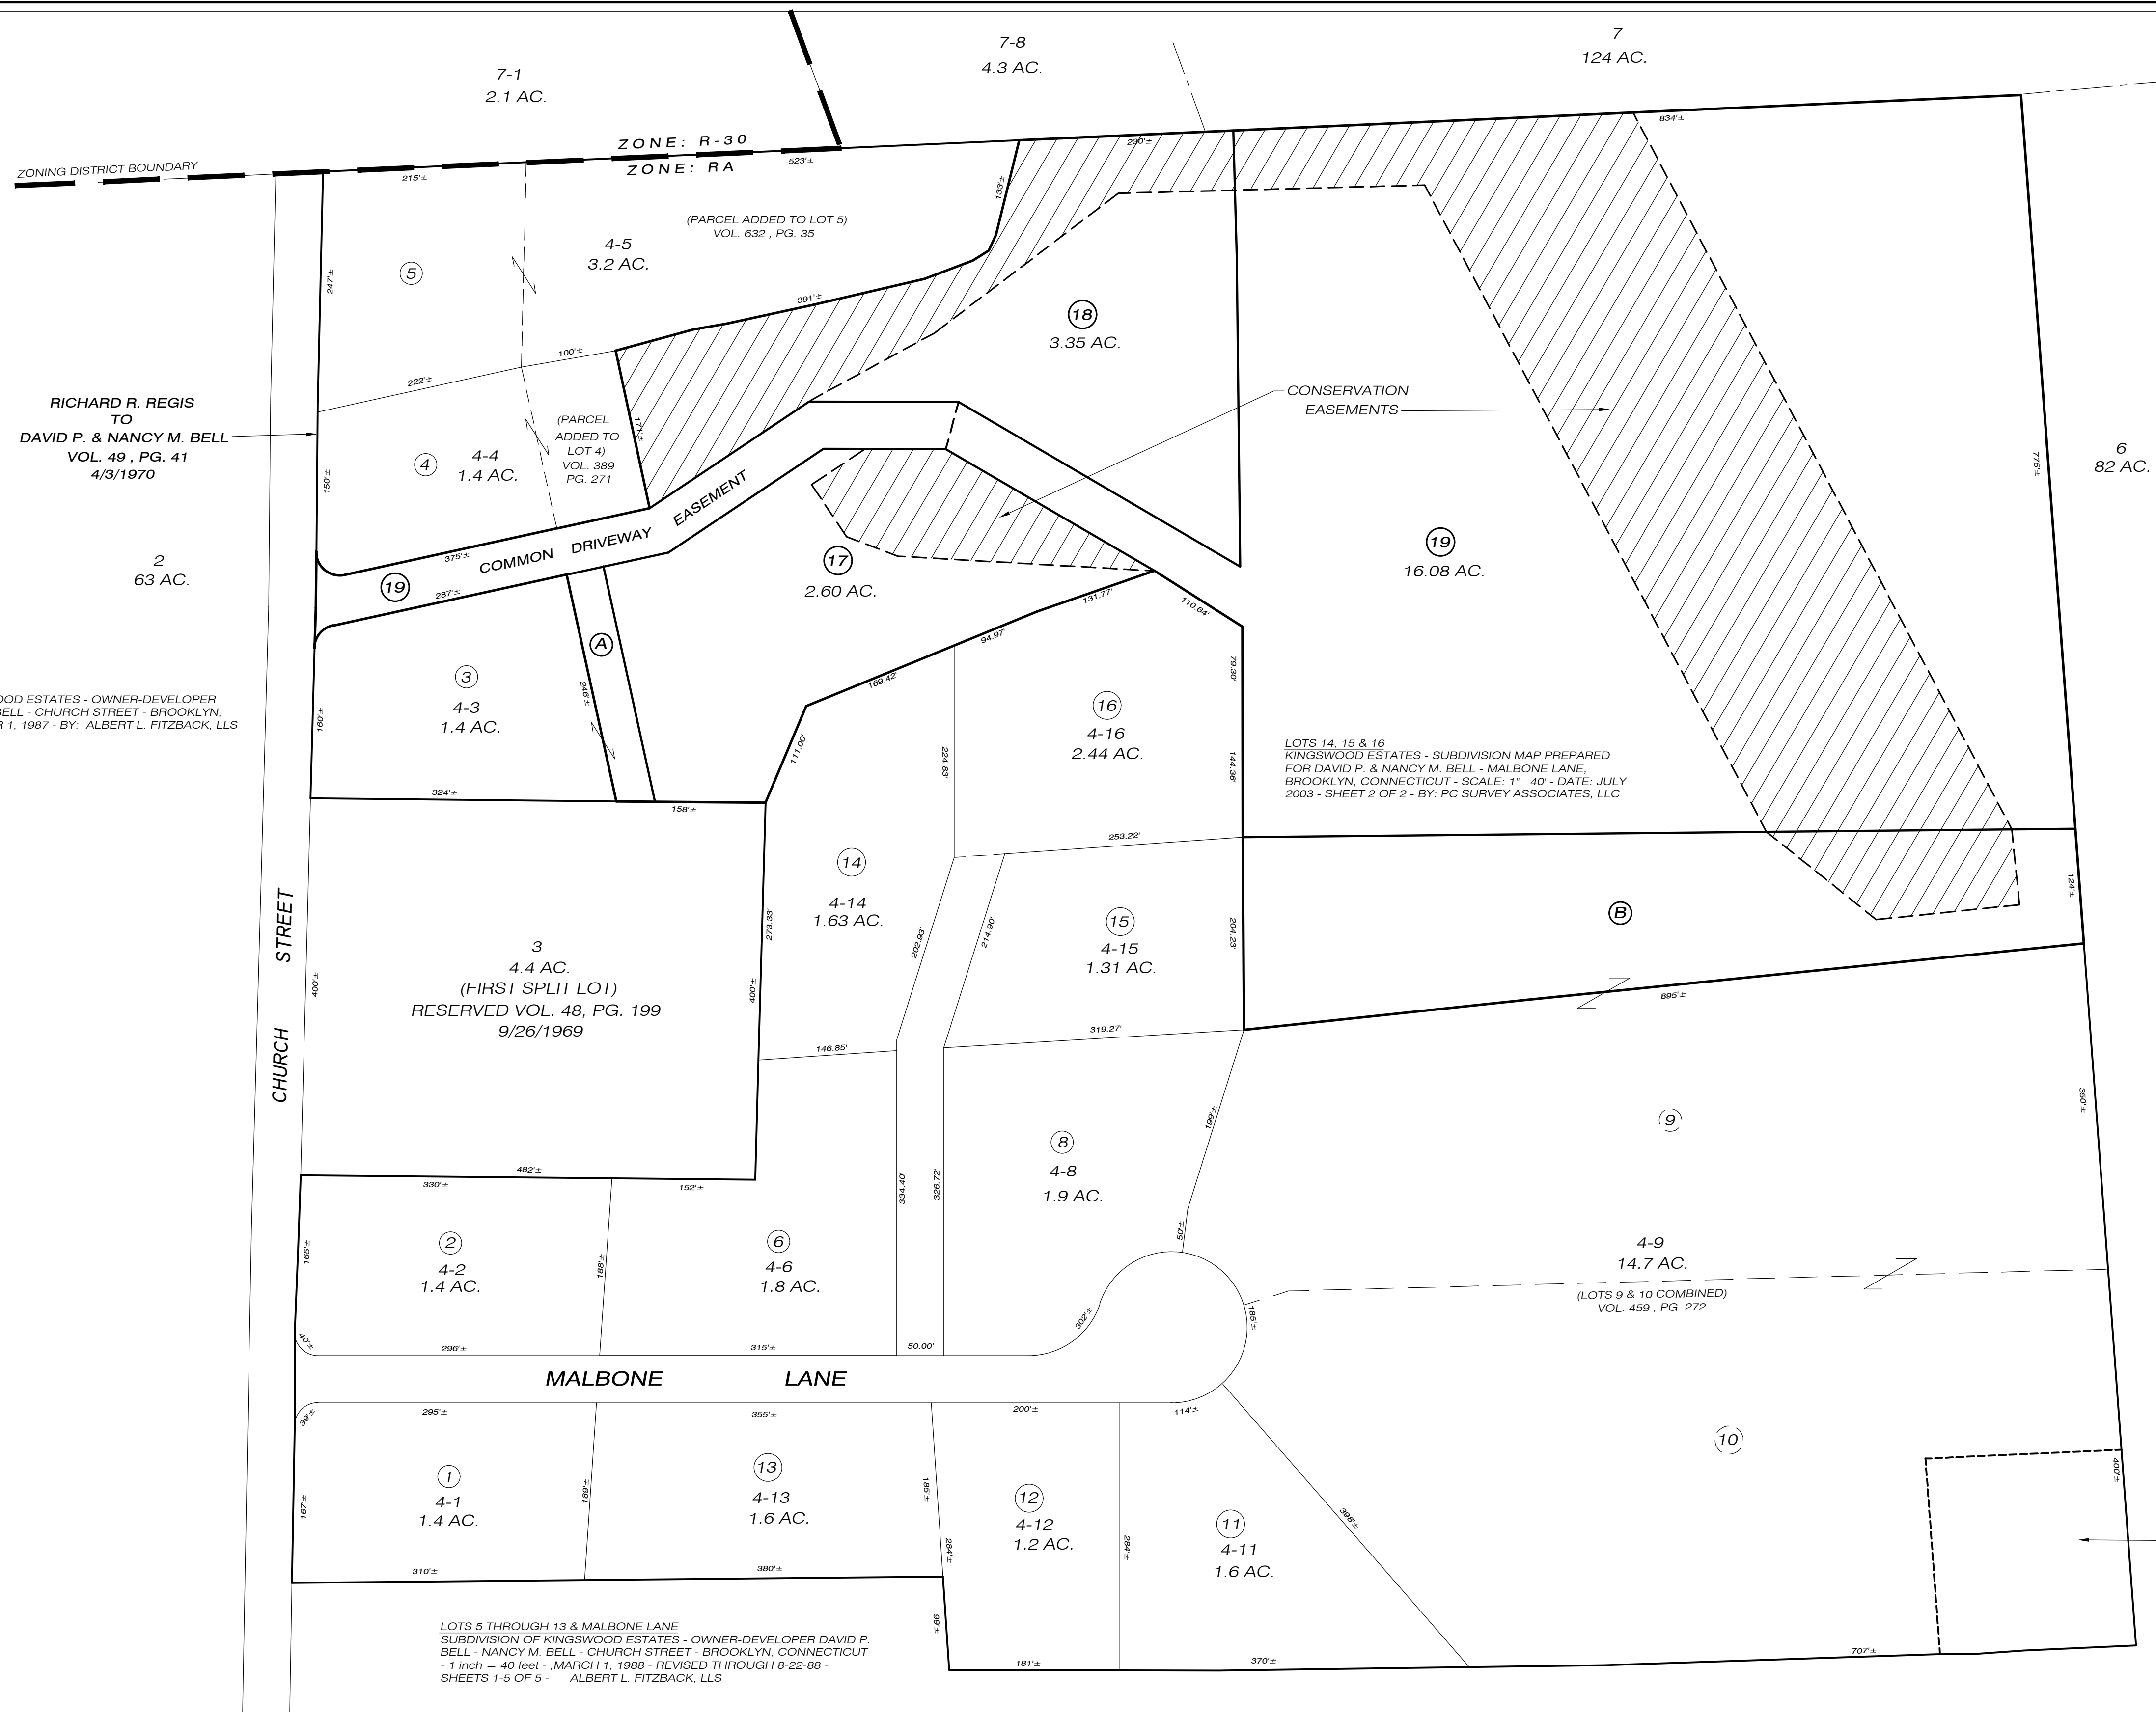 7-1
2.1 AC.
7-8
4.3 AC.
7
124 AC.
ZONING DISTRICT BOUNDARY
ZONE: R-30
ZONE: RA
215'±
523'±
230'±
834'±
133'±
247'±
(PARCEL ADDED TO LOT 5)
VOL. 632 , PG. 35
4-5
3.2 AC.
5
391'±
18
3.35 AC.
100'±
222'±
CONSERVATION
EASEMENTS
RICHARD R. REGIS
TO
DAVID P. & NANCY M. BELL
VOL. 49 , PG. 41
4/3/1970
(PARCEL
ADDED TO
LOT 4)
VOL. 389
PG. 271
171'±
4
4-4
1.4 AC.
150'±
775'±
6
82 AC.
2
63 AC.
375'±
COMMON DRIVEWAY EASEMENT
19
287'±
17
2.60 AC.
19
16.08 AC.
131.77'
110.64'
94.97'
A
3
4-3
1.4 AC.
246'±
160'±
169.42'
79.30'
OOD ESTATES - OWNER-DEVELOPER
BELL - CHURCH STREET - BROOKLYN,
R 1, 1987 - BY: ALBERT L. FITZBACK, LLS
16
4-16
2.44 AC.
111.00'
224.83'
144.36'
LOTS 14, 15 & 16
KINGSWOOD ESTATES - SUBDIVISION MAP PREPARED
FOR DAVID P. & NANCY M. BELL - MALBONE LANE,
BROOKLYN, CONNECTICUT - SCALE: 1"=40' - DATE: JULY
2003 - SHEET 2 OF 2 - BY: PC SURVEY ASSOCIATES, LLC
324'±
158'±
253.22'
14
4-14
1.63 AC.
273.33'
202.93'
214.90'
15
4-15
1.31 AC.
204.23'
B
124'±
CHURCH STREET
3
4.4 AC.
(FIRST SPLIT LOT)
RESERVED VOL. 48, PG. 199
9/26/1969
400'±
400'±
895'±
319.27'
146.85'
199'±
9
350'±
8
4-8
1.9 AC.
482'±
330'±
152'±
334.40'
326.72'
50'±
2
4-2
1.4 AC.
165'±
188'±
6
4-6
1.8 AC.
4-9
14.7 AC.
(LOTS 9 & 10 COMBINED)
VOL. 459 , PG. 272
302'±
185'±
40'±
296'±
315'±
50.00'
MALBONE LANE
39'±
295'±
355'±
200'±
114'±
10
1
4-1
1.4 AC.
167'±
189'±
13
4-13
1.6 AC.
185'±
12
4-12
1.2 AC.
284'±
284'±
11
4-11
1.6 AC.
398'±
400'±
310'±
380'±
99'±
LOTS 5 THROUGH 13 & MALBONE LANE
SUBDIVISION OF KINGSWOOD ESTATES - OWNER-DEVELOPER DAVID P.
BELL - NANCY M. BELL - CHURCH STREET - BROOKLYN, CONNECTICUT
- 1 inch = 40 feet - ,MARCH 1, 1988 - REVISED THROUGH 8-22-88 -
SHEETS 1-5 OF 5 - ALBERT L. FITZBACK, LLS
181'±
370'±
707'±